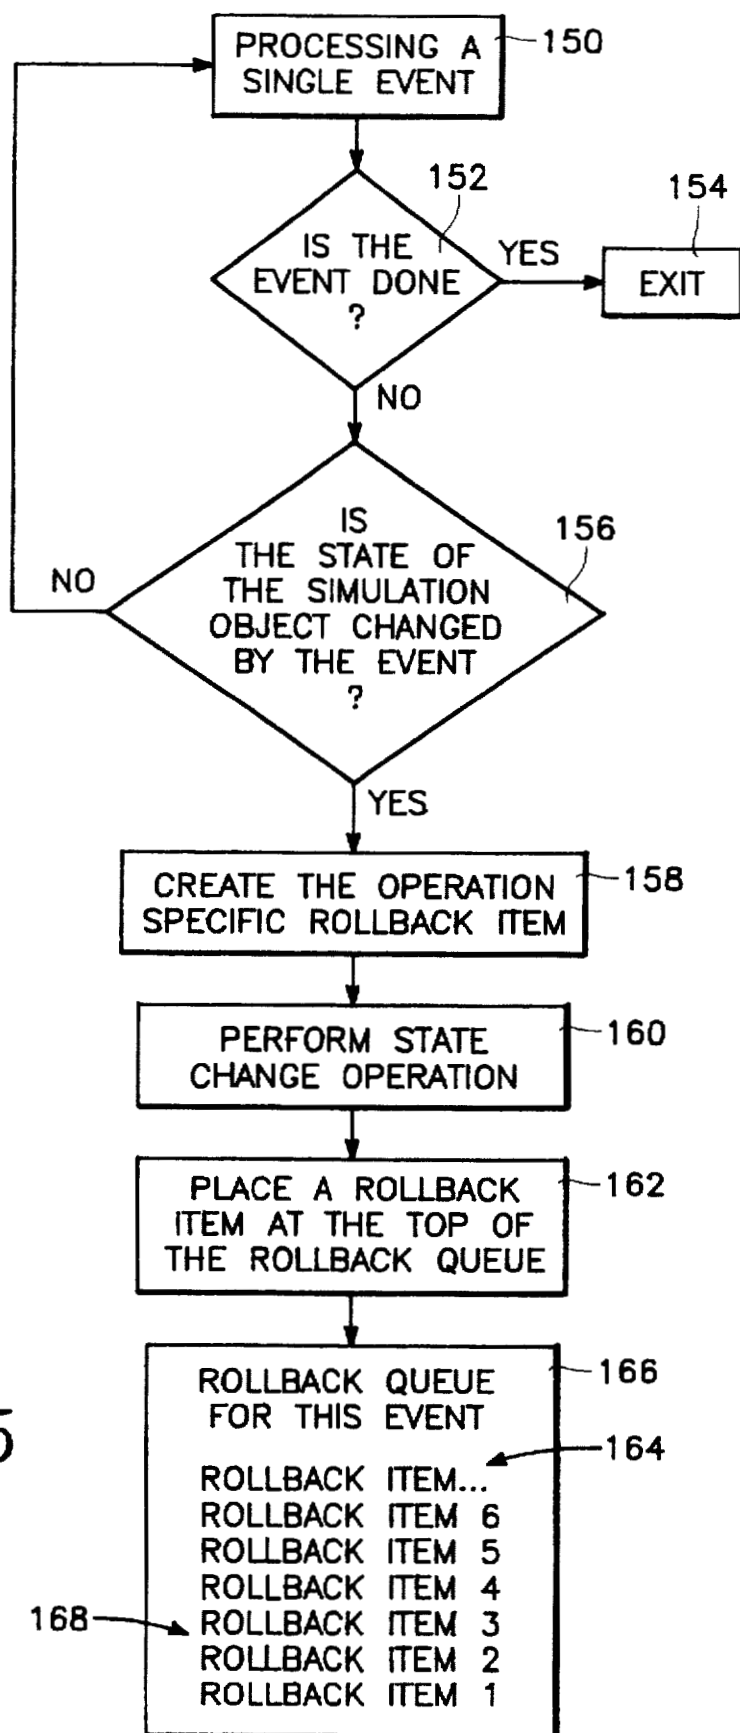 PROCESSING A
SINGLE EVENT
150
152
IS THE
EVENT DONE
?
YES
154
EXIT
NO
156
IS
THE STATE OF
THE SIMULATION
OBJECT CHANGED
BY THE EVENT
?
NO
YES
CREATE THE OPERATION
SPECIFIC ROLLBACK ITEM
158
PERFORM STATE
CHANGE OPERATION
160
PLACE A ROLLBACK
ITEM AT THE TOP OF
THE ROLLBACK QUEUE
162
ROLLBACK QUEUE
FOR THIS EVENT
166
164
ROLLBACK ITEM...
ROLLBACK ITEM 6
ROLLBACK ITEM 5
ROLLBACK ITEM 4
168
ROLLBACK ITEM 3
ROLLBACK ITEM 2
ROLLBACK ITEM 1